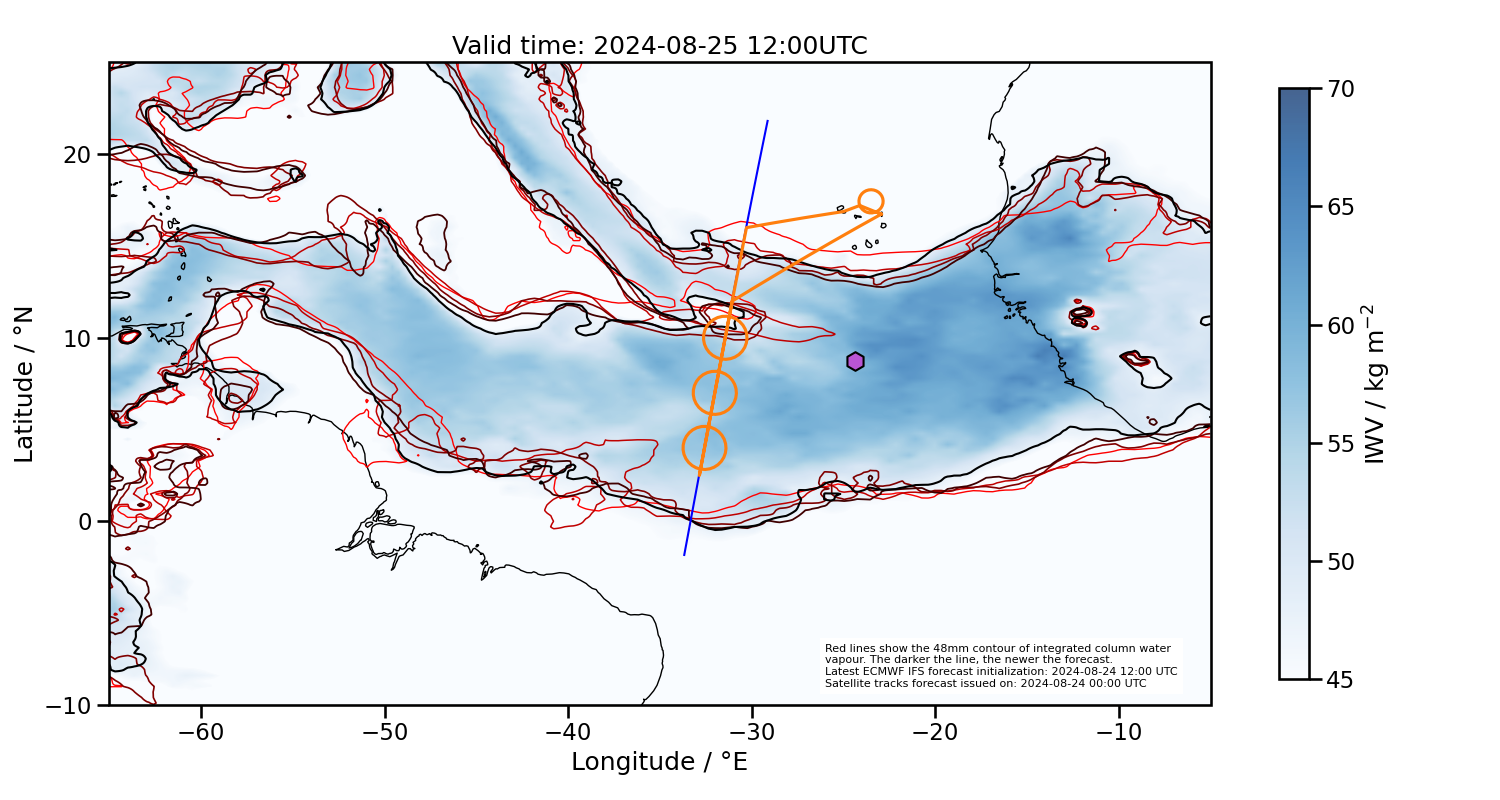 Valid time: 2024-08-25 12:00UTC
Latitude / °N
20
10
0
−10
−60
−50
−40
−30
−20
−10
Longitude / °E
Red lines show the 48mm contour of integrated column water
vapour. The darker the line, the newer the forecast.
Latest ECMWF IFS forecast initialization: 2024-08-24 12:00 UTC
Satellite tracks forecast issued on: 2024-08-24 00:00 UTC
70
65
60
55
50
45
IWV / kg m⁻²